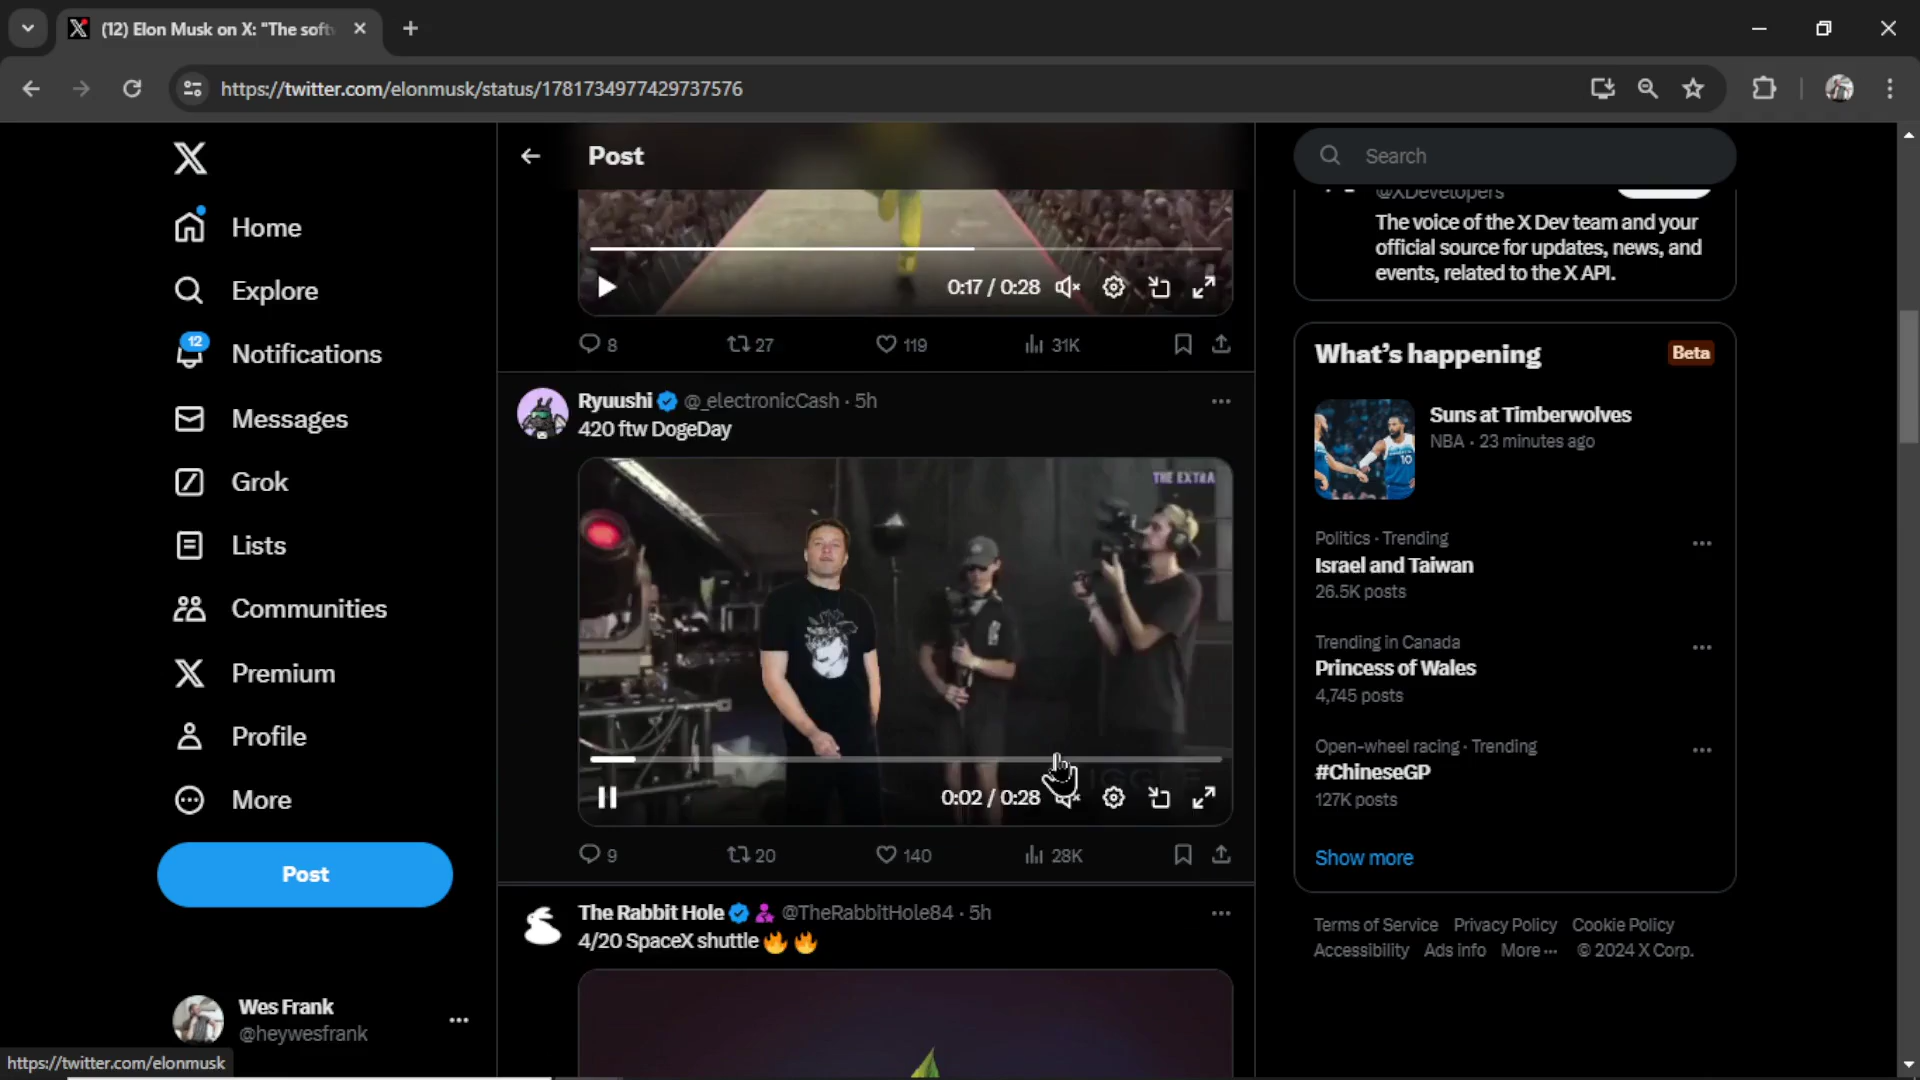 (12) Elon Musk on X: "The soft
https://twitter.com/elonmusk/status/1781734977429737576
Home
Explore
12
Notifications
Messages
Grok
Lists
Communities
Premium
Profile
More
Post
Wes Frank
@heywesfrank
https://twitter.com/elonmusk
Post
0:17 / 0:28
8
27
119
31K
Ryuushi @_electronicCash · 5h
420 ftw DogeDay
THE EXTRA
0:02 / 0:28
9
20
140
28K
The Rabbit Hole @TheRabbitHole84 · 5h
4/20 SpaceX shuttle 🔥 🔥
Search
@XDevelopers
The voice of the X Dev team and your
official source for updates, news, and
events, related to the X API.
What's happening
Beta
Suns at Timberwolves
NBA · 23 minutes ago
Politics · Trending
Israel and Taiwan
26.5K posts
Trending in Canada
Princess of Wales
4,745 posts
Open-wheel racing · Trending
#ChineseGP
127K posts
Show more
Terms of Service Privacy Policy Cookie Policy
Accessibility Ads info More ··· © 2024 X Corp.